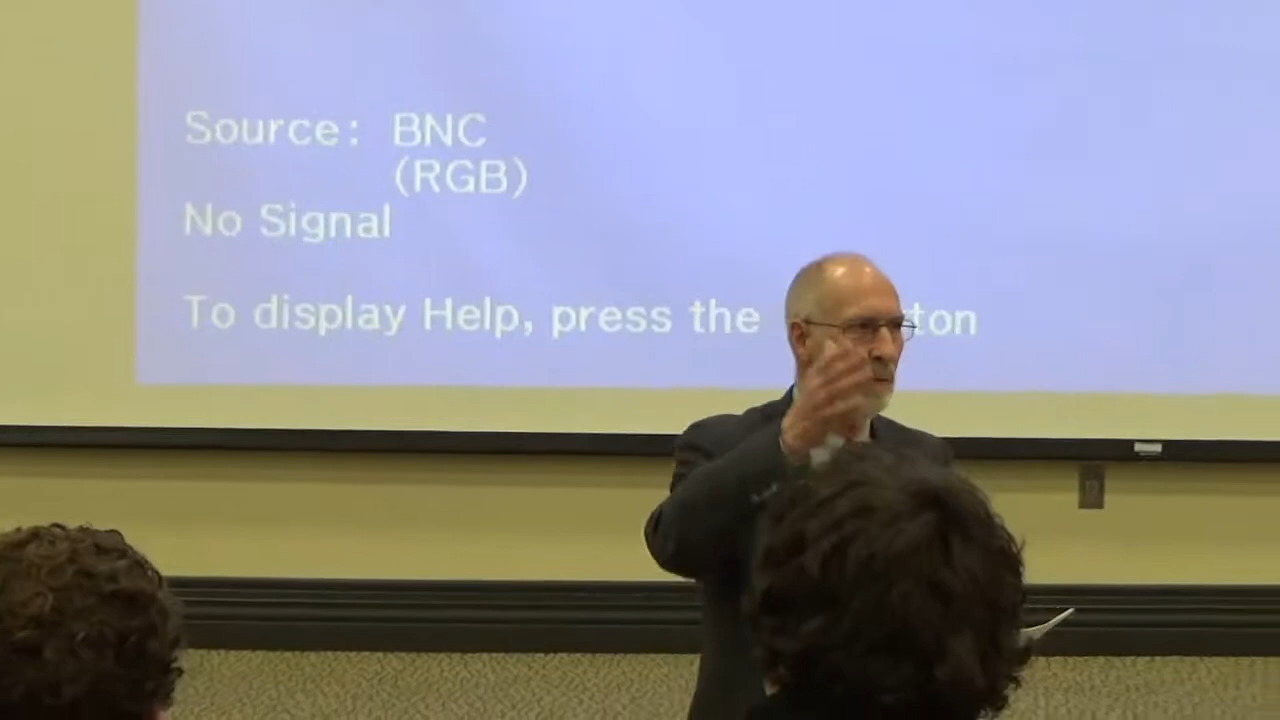 Source: BNC
(RGB)
No Signal
To display Help, press the